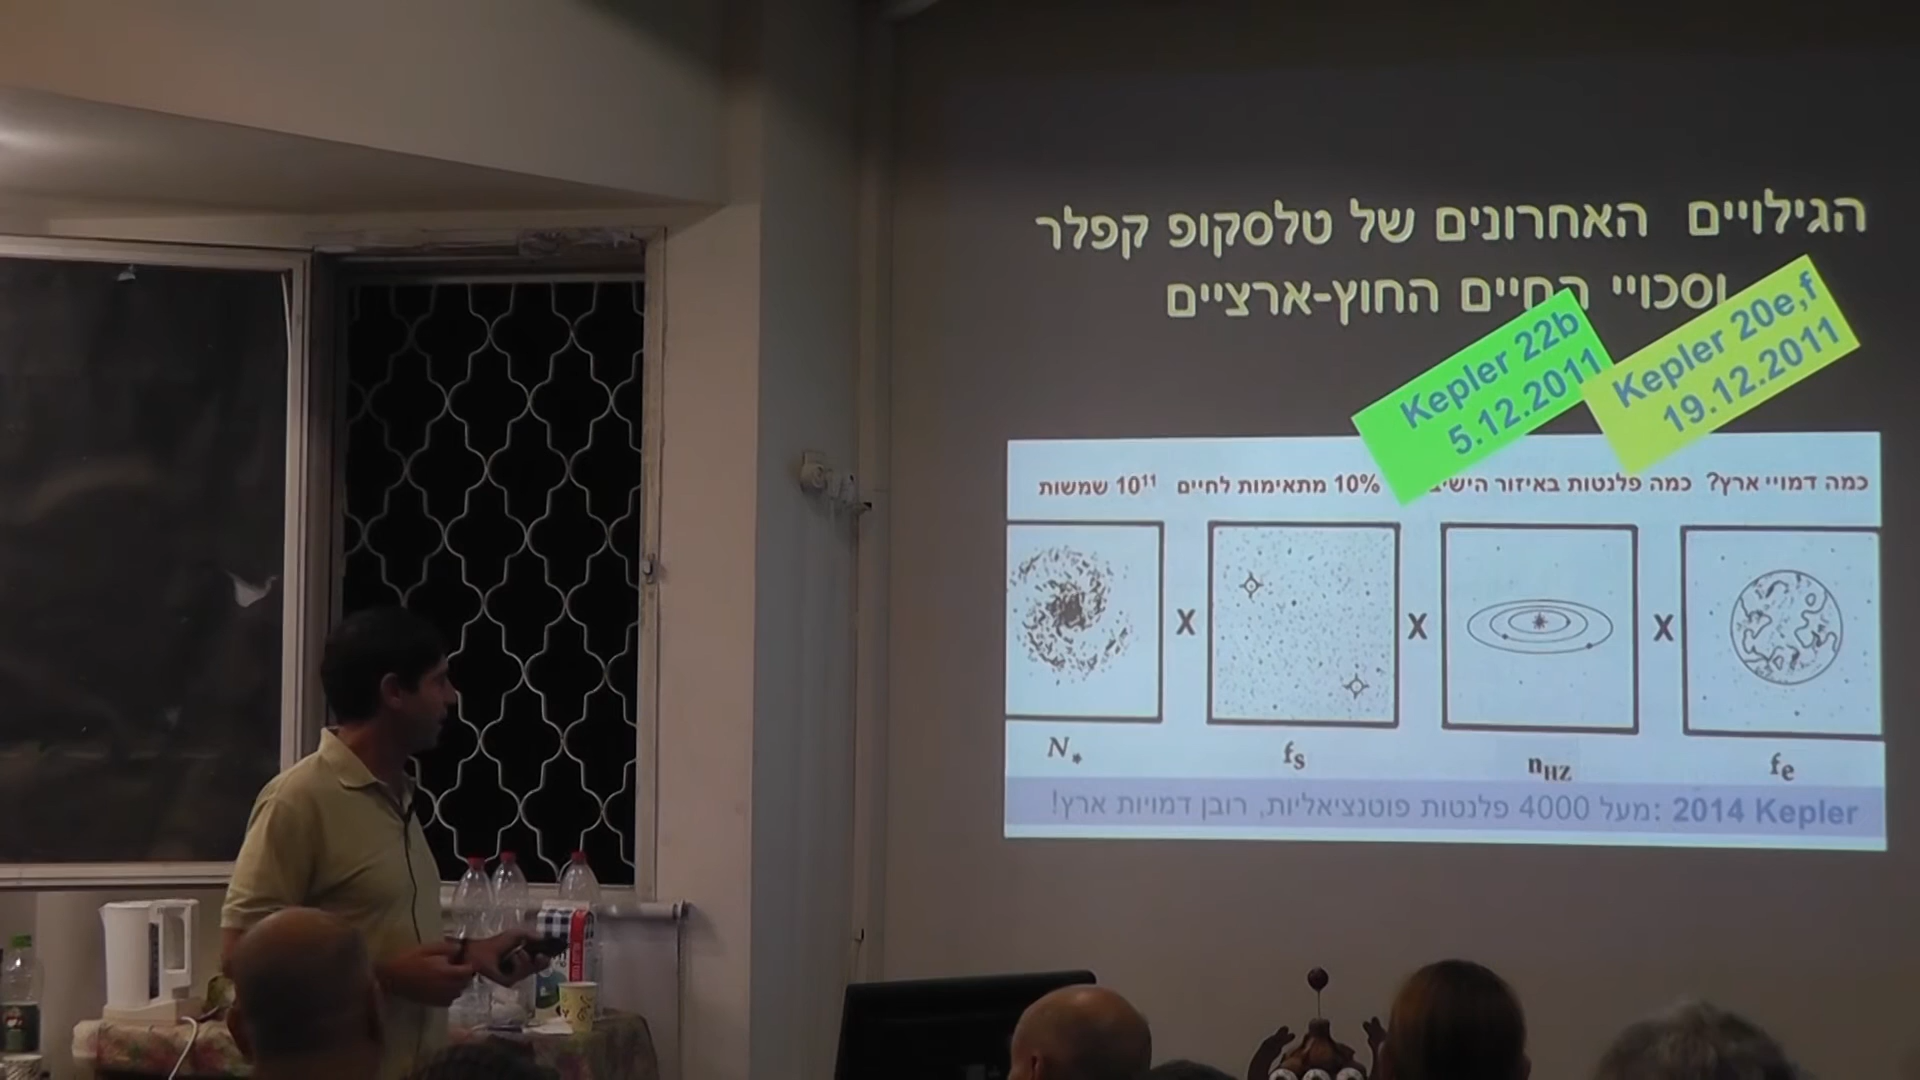 הגילויים האחרונים של טלסקופ קפלר
וסכויי החיים החוץ-ארציים
Kepler 22b
5.12.2011
Kepler 20e,f
19.12.2011
כמה דמויי ארץ? כמה פלנטות באיזור הישיב 10% מתאימות לחיים 10¹¹ שמשות
N* X fs X nHZ X fe
2014 Kepler: מעל 4000 פלנטות פוטנציאליות, רובן דמויות ארץ!